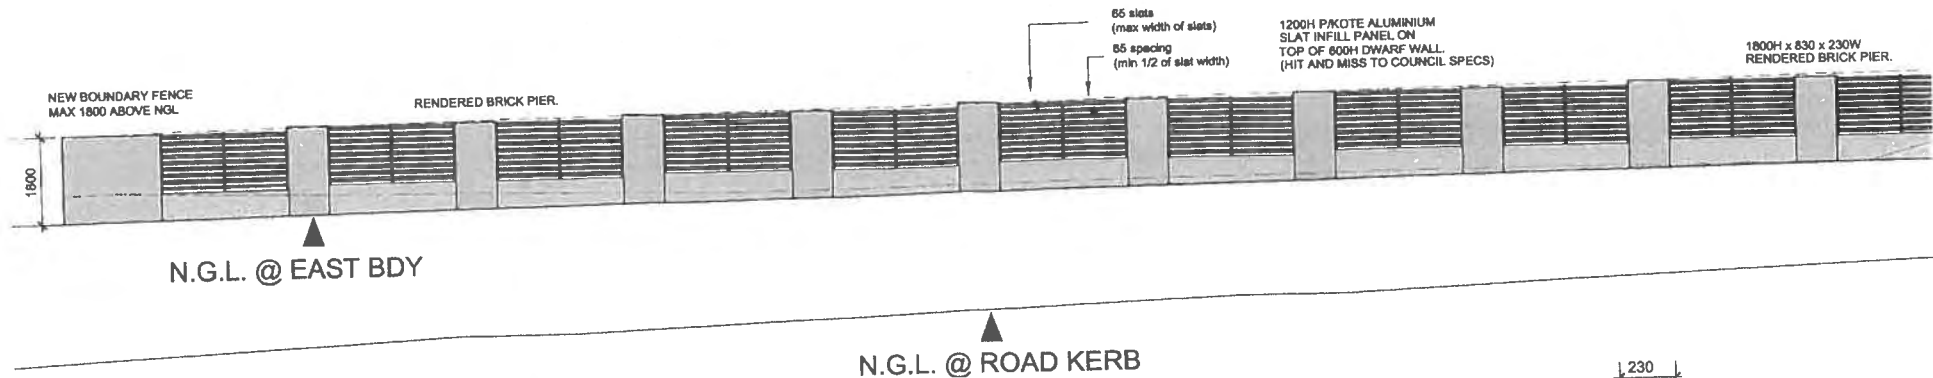 65 slats
(max width of slats)
65 spacing
(min 1/2 of slat width)
1200H P/KOTE ALUMINIUM
SLAT INFILL PANEL ON
TOP OF 600H DWARF WALL.
(HIT AND MISS TO COUNCIL SPECS)
1800H x 830 x 230W
RENDERED BRICK PIER.
NEW BOUNDARY FENCE
MAX 1800 ABOVE NGL
RENDERED BRICK PIER.
1800
N.G.L. @ EAST BDY
N.G.L. @ ROAD KERB
230